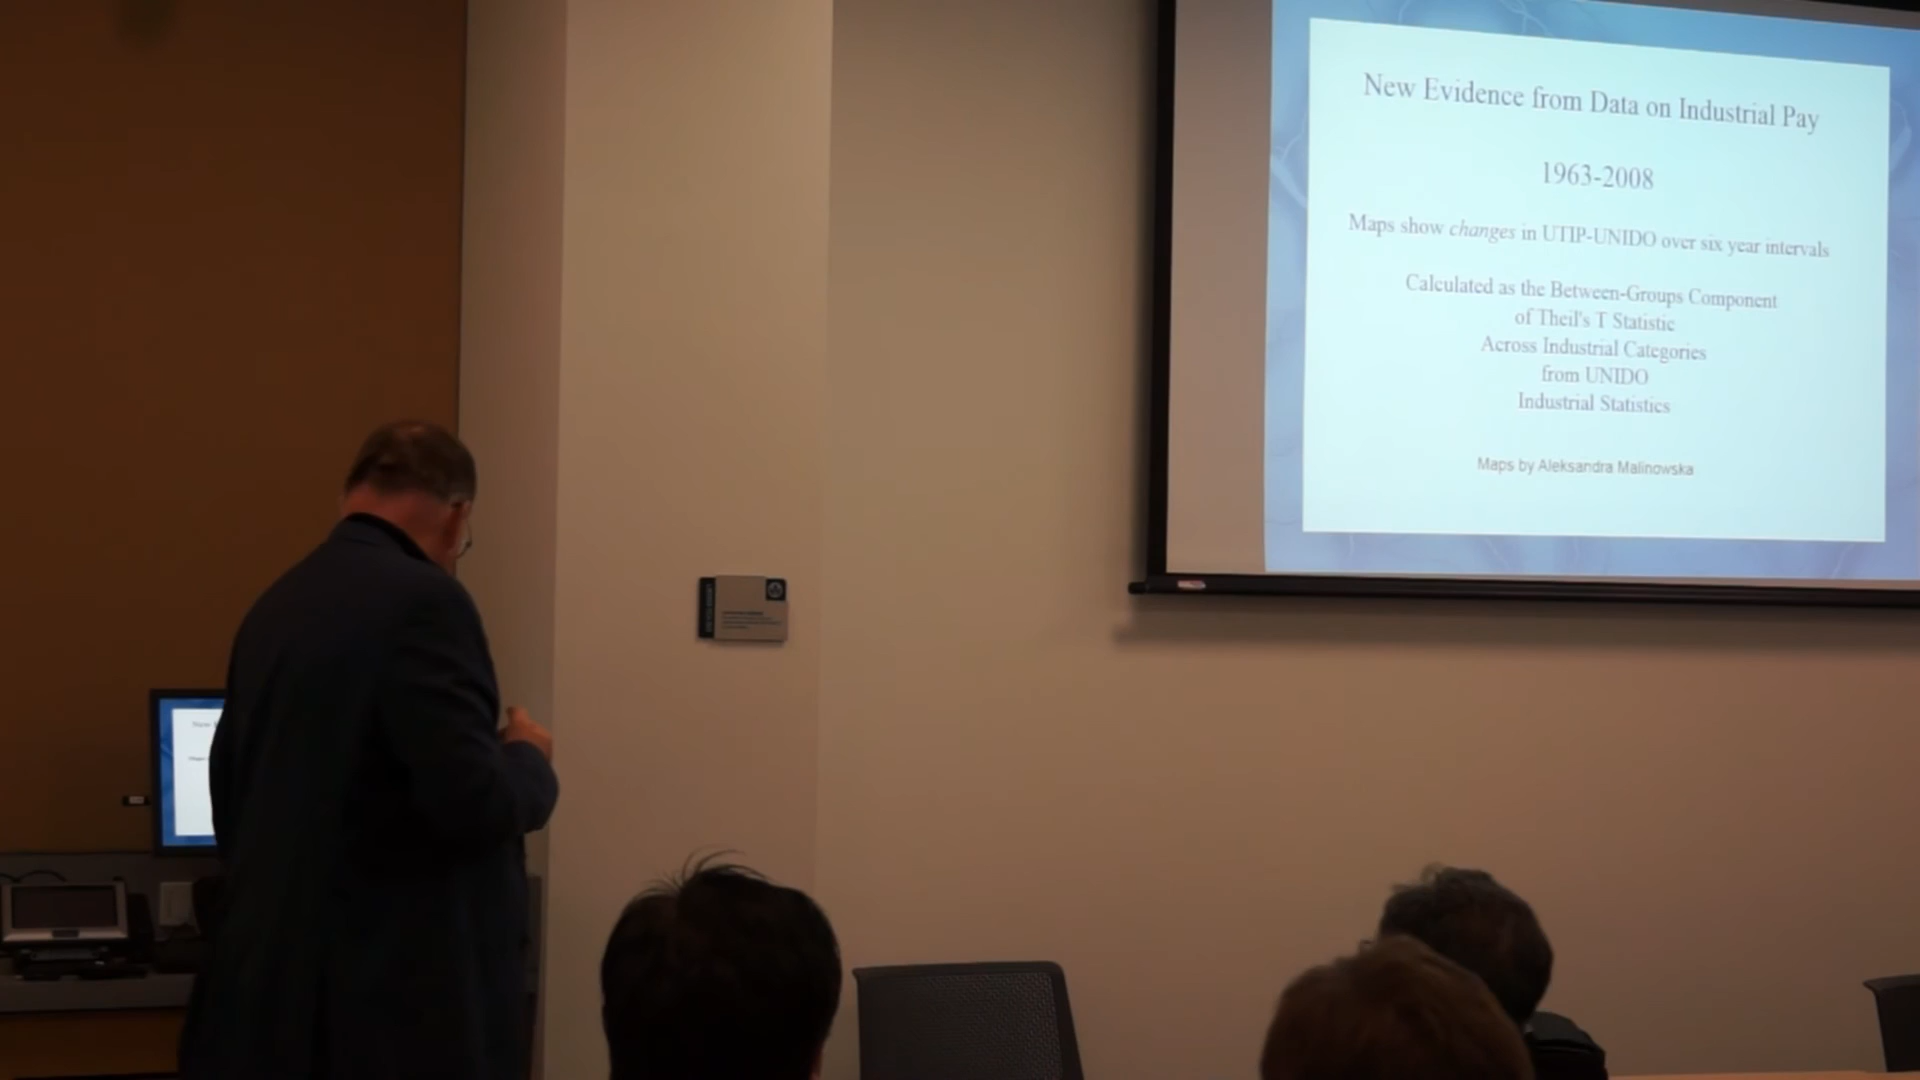 New Evidence from Data on Industrial Pay
1963-2008
Maps show changes in UTIP-UNIDO over six year intervals
Calculated as the Between-Groups Component
of Theil's T Statistic
Across Industrial Categories
from UNIDO
Industrial Statistics
Maps by Aleksandra Malinowska